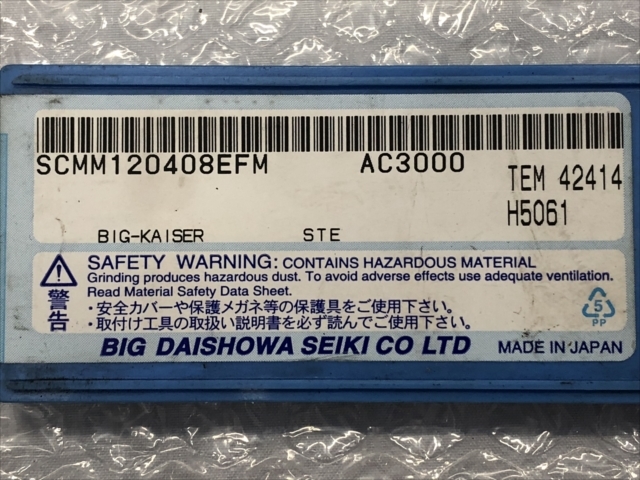 SCMM120408EFM AC3000 TEM 42414
H5061
BIG-KAISER STE
SAFETY WARNING: CONTAINS HAZARDOUS MATERIAL
Grinding produces hazardous dust. To avoid adverse effects use adequate ventilation.
Read Material Safety Data Sheet.
警告
・安全カバーや保護メガネ等の保護具をご使用下さい。
・取付け工具の取扱い説明書を必ず読んでご使用下さい。
5
PP
BIG DAISHOWA SEIKI CO LTD MADE IN JAPAN